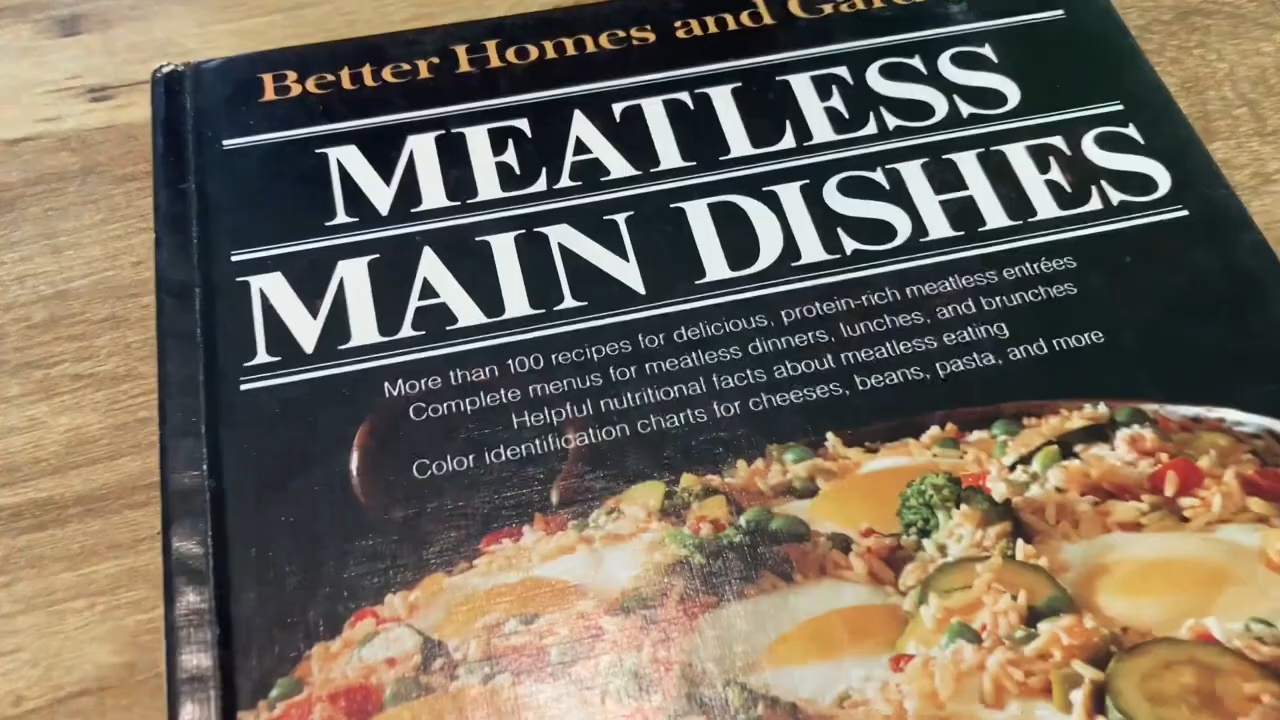 Better Homes and
MEATLESS
MAIN DISHES
More than 100 recipes for delicious, protein-rich meatless entrées
Complete menus for meatless dinners, lunches, and brunches
Helpful nutritional facts about meatless eating
Color identification charts for cheeses, beans, pasta, and more